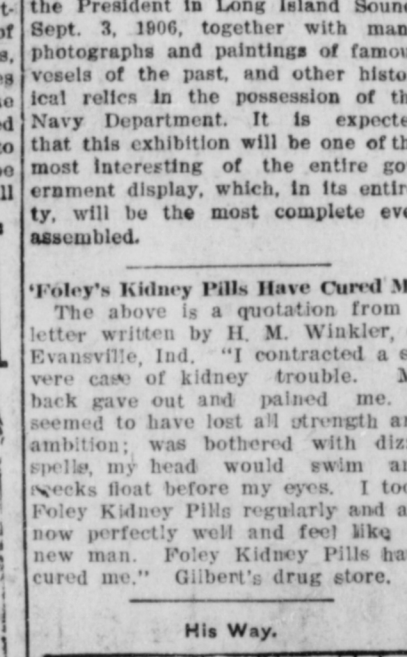 the President in Long Island Soun
Sept. 3, 1906, together with man
photographs and paintings of famou
vesels of the past, and other histo
ical relics in the possession of th
Navy Department. It is expecte
that this exhibition will be one of th
most interesting of the entire go
ernment display, which, in its entir
ty, will be the most complete eve
assembled.
'Foley's Kidney Pills Have Cured M
The above is a quotation from
letter written by H. M. Winkler,
Evansville, Ind. "I contracted a s
vere case of kidney trouble. M
back gave out and pained me.
seemed to have lost all strength a
ambition; was bothered with diz
spells, my head would swim a
specks float before my eyes. I too
Foley Kidney Pills regularly and a
now perfectly well and feel like
new man. Foley Kidney Pills ha
cured me." Gilbert's drug store.
His Way.